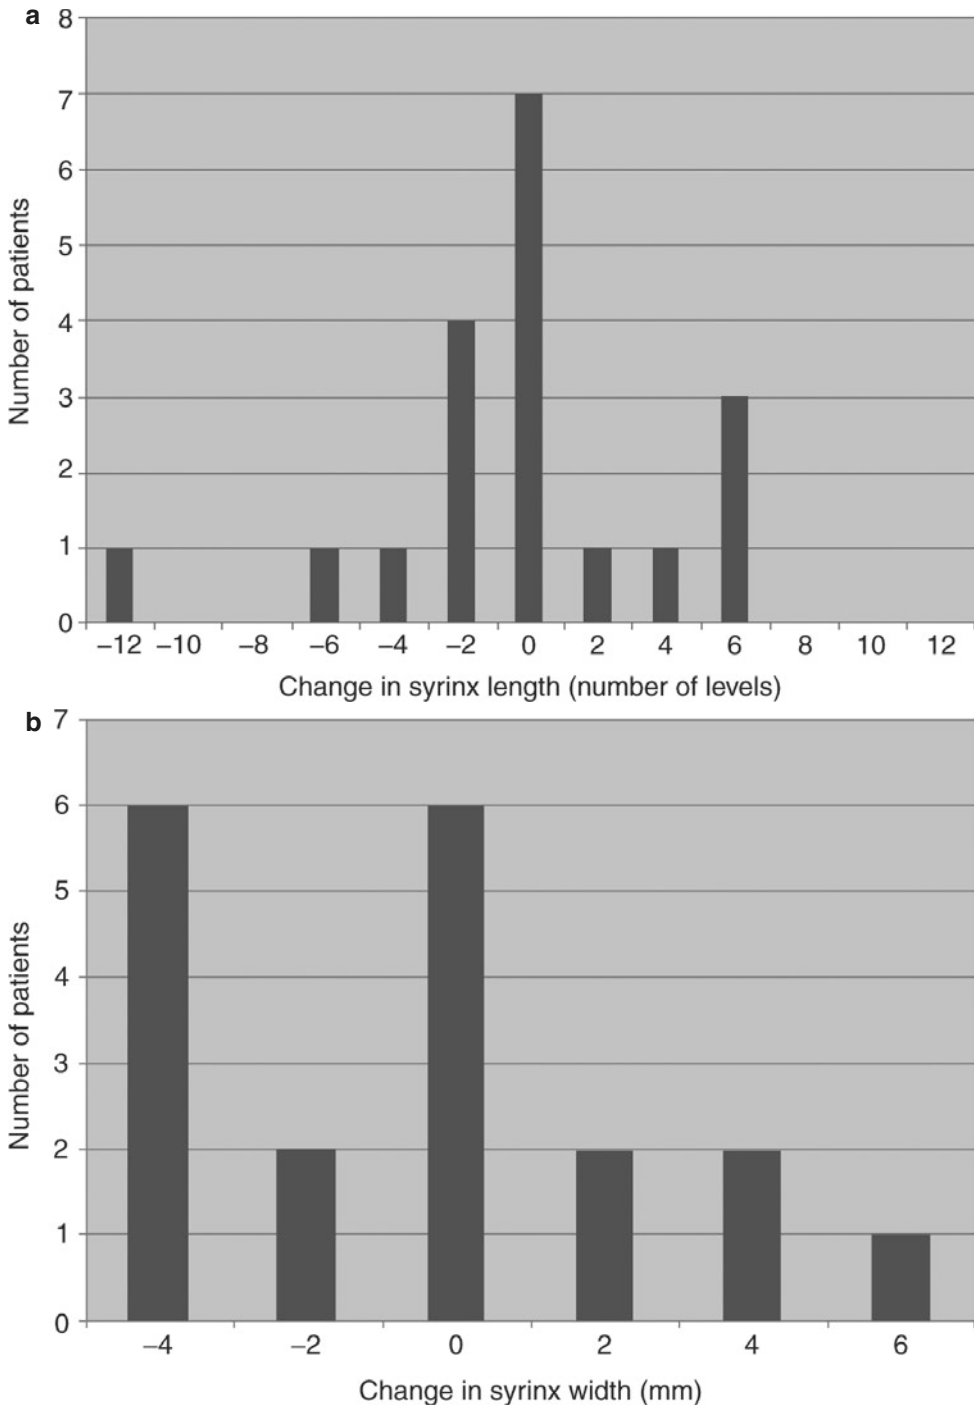 a
8
7
6
5
4
3
2
1
0
Number of patients
−12 −10 −8 −6 −4 −2 0 2 4 6 8 10 12
Change in syrinx length (number of levels)
b
7
6
5
4
3
2
1
0
Number of patients
−4 −2 0 2 4 6
Change in syrinx width (mm)